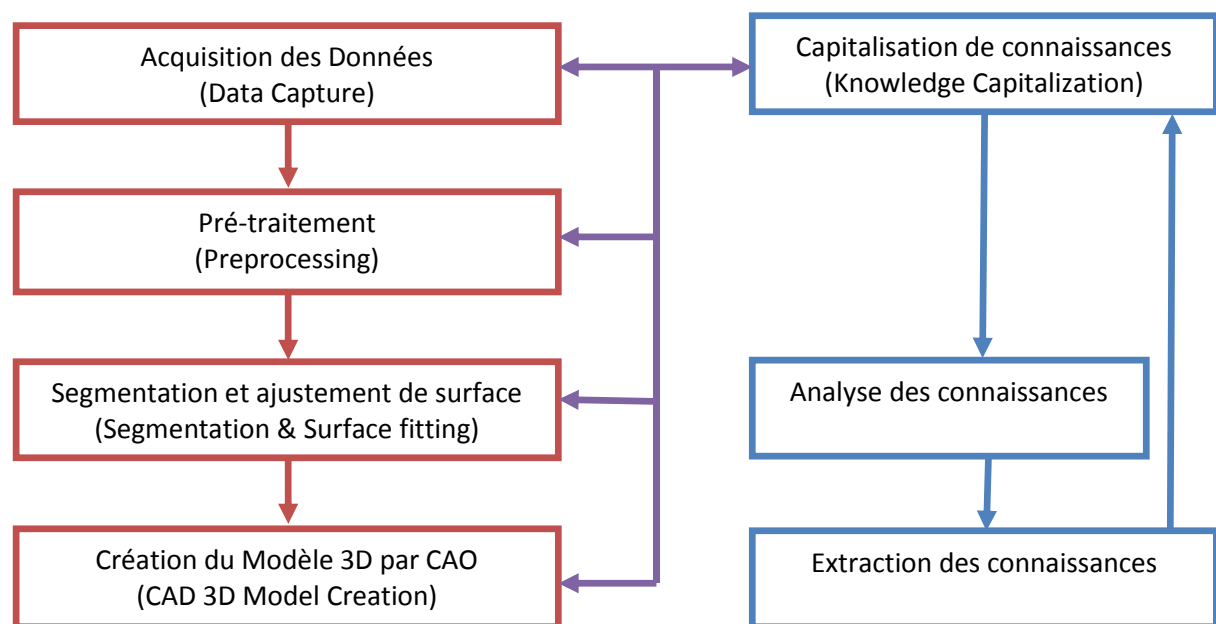 Acquisition des Données
(Data Capture)
Pré-traitement
(Preprocessing)
Segmentation et ajustement de surface
(Segmentation & Surface fitting)
Création du Modèle 3D par CAO
(CAD 3D Model Creation)
Capitalisation de connaissances
(Knowledge Capitalization)
Analyse des connaissances
Extraction des connaissances